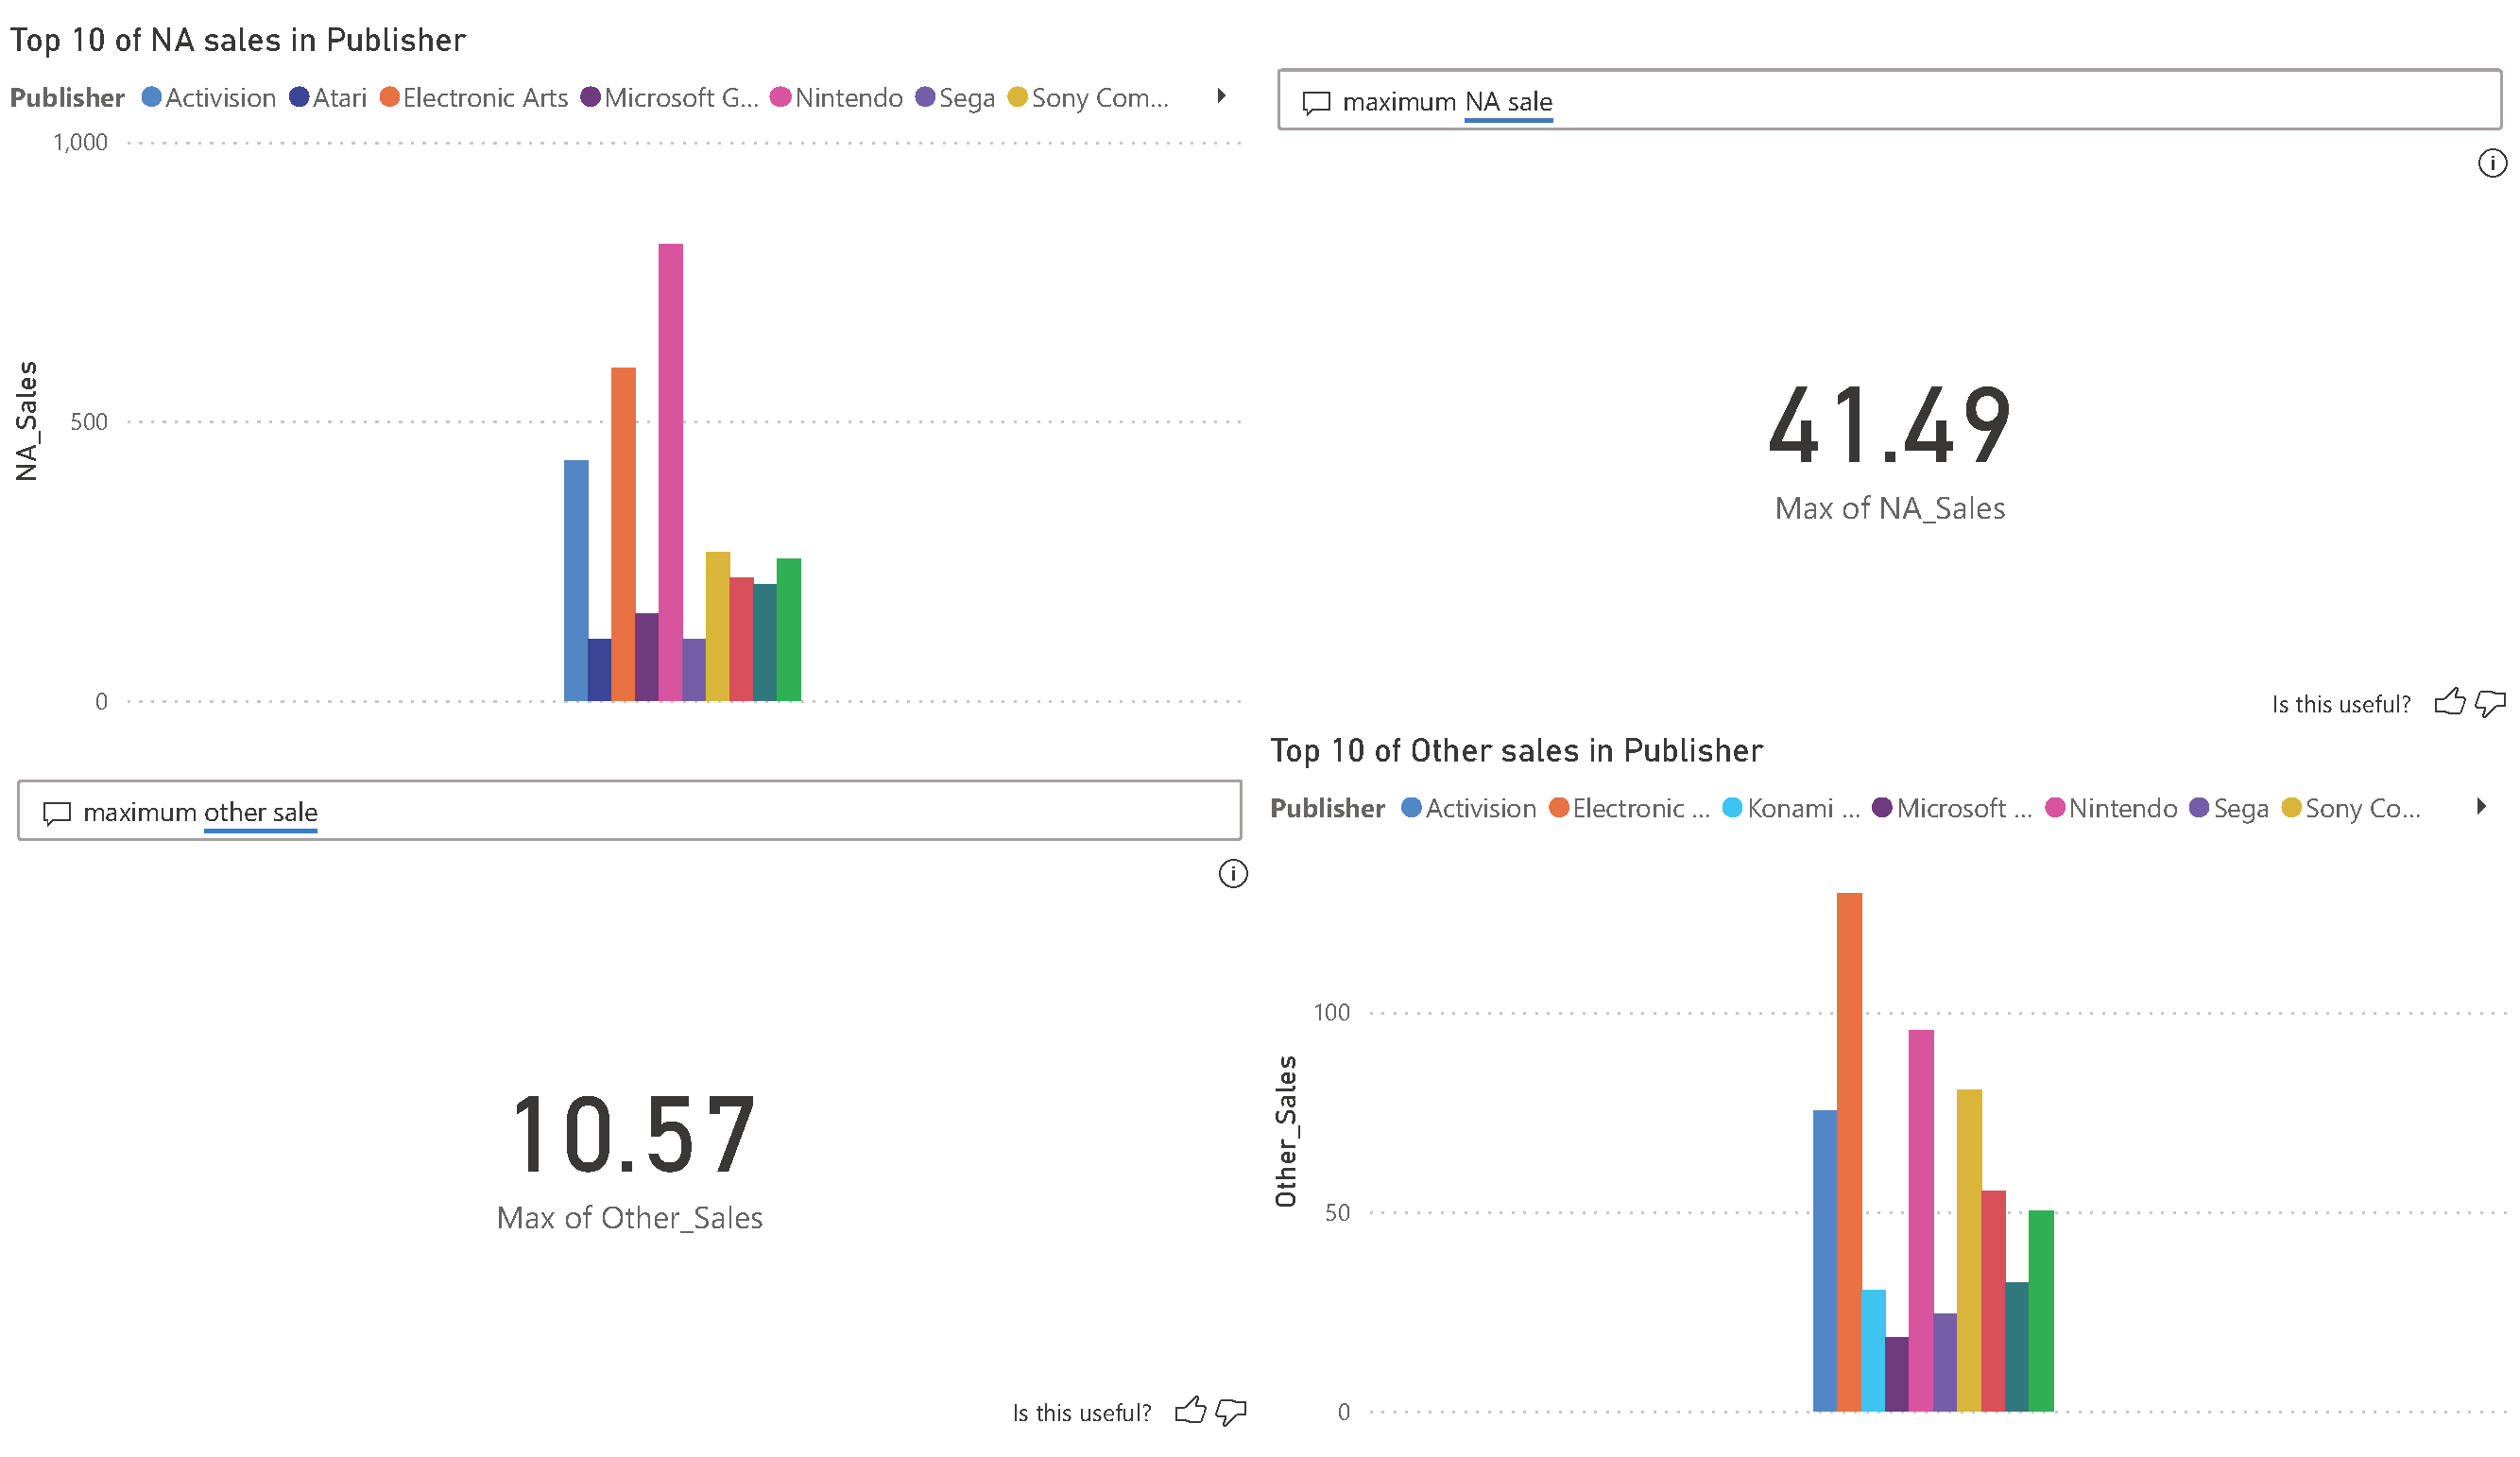 Top 10 of NA sales in Publisher
Publisher Activision Atari Electronic Arts Microsoft G... Nintendo Sega Sony Com...
1,000
500
0
NA_Sales
maximum NA sale
41.49
Max of NA_Sales
Is this useful?
maximum other sale
10.57
Max of Other_Sales
Is this useful?
Top 10 of Other sales in Publisher
Publisher Activision Electronic ... Konami ... Microsoft ... Nintendo Sega Sony Co...
100
50
0
Other_Sales